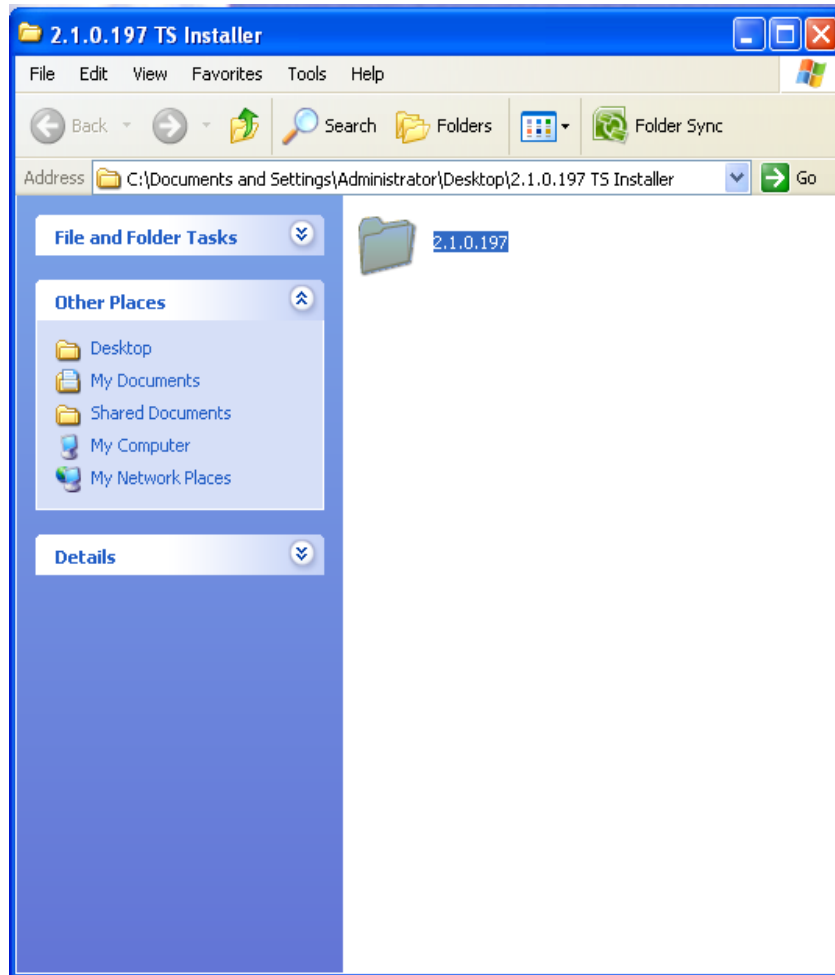 2.1.0.197 TS Installer
File Edit View Favorites Tools Help
Back Search Folders Folder Sync
Address C:\Documents and Settings\Administrator\Desktop\2.1.0.197 TS Installer Go
File and Folder Tasks
2.1.0.197
Other Places
Desktop
My Documents
Shared Documents
My Computer
My Network Places
Details